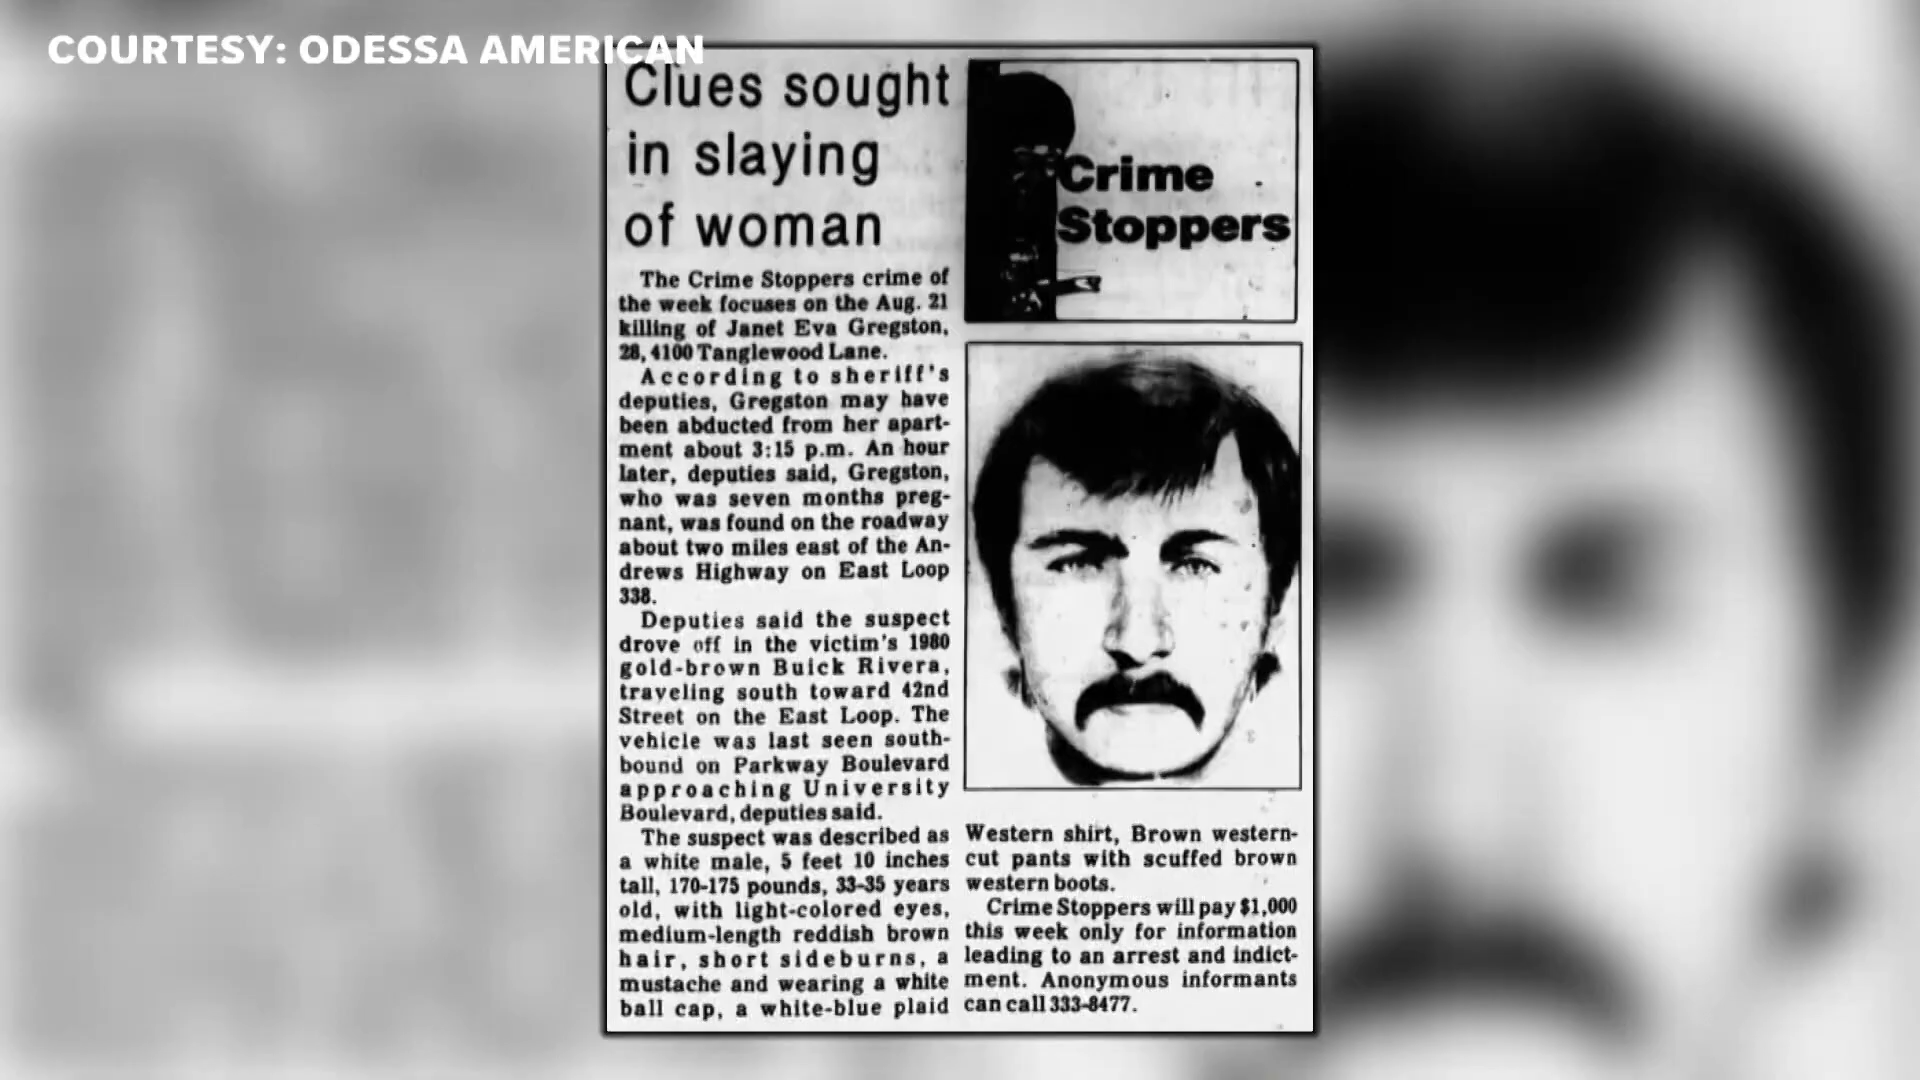 COURTESY: ODESSA AMERICAN
Clues sought
in slaying
of woman
The Crime Stoppers crime of
the week focuses on the Aug. 21
killing of Janet Eva Gregston,
28, 4100 Tanglewood Lane.
According to sheriff's
deputies, Gregston may have
been abducted from her apart-
ment about 3:15 p.m. An hour
later, deputies said, Gregston,
who was seven months preg-
nant, was found on the roadway
about two miles east of the An-
drews Highway on East Loop
338.
Deputies said the suspect
drove off in the victim's 1980
gold-brown Buick Rivera,
traveling south toward 42nd
Street on the East Loop. The
vehicle was last seen south-
bound on Parkway Boulevard
approaching University
Boulevard, deputies said.
The suspect was described as
a white male, 5 feet 10 inches
tall, 170-175 pounds, 33-35 years
old, with light-colored eyes,
medium-length reddish brown
hair, short sideburns, a
mustache and wearing a white
ball cap, a white-blue plaid
Crime
Stoppers
Western shirt, Brown western-
cut pants with scuffed brown
western boots.
Crime Stoppers will pay $1,000
this week only for information
leading to an arrest and indict-
ment. Anonymous informants
can call 333-8477.